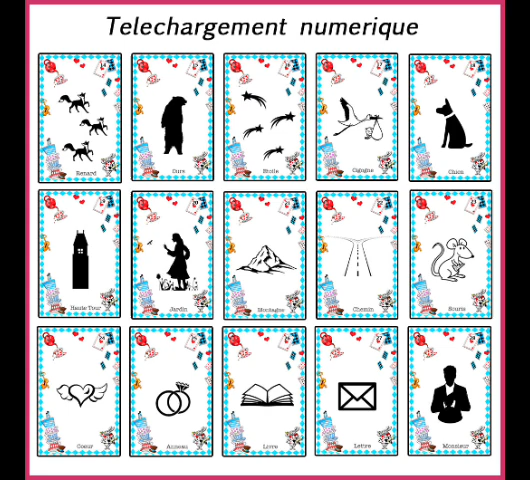 Telechargement numerique
Renard
Ours
Etoile
Cigogne
Chien
Haute Tour
Jardin
Montagne
Chemin
Souris
Coeur
Anneau
Livre
Lettre
Monsieur